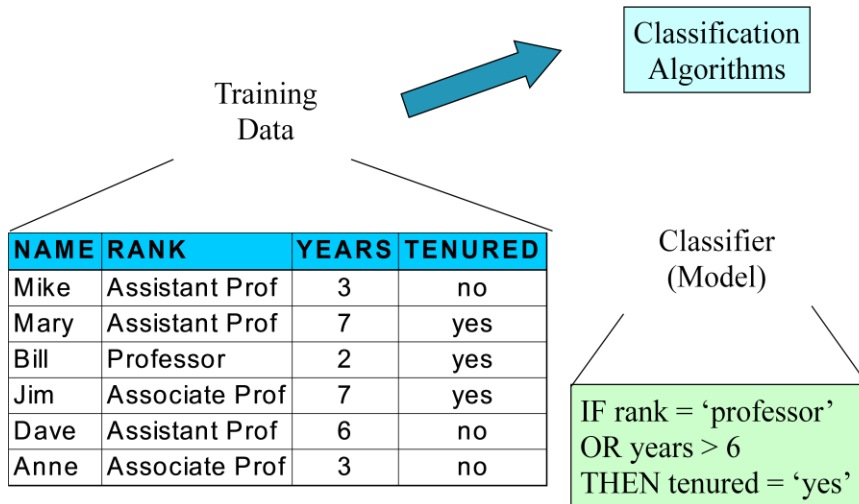 Classification
Algorithms
Training
Data
NAME RANK YEARS TENURED
Mike Assistant Prof 3 no
Mary Assistant Prof 7 yes
Bill Professor 2 yes
Jim Associate Prof 7 yes
Dave Assistant Prof 6 no
Anne Associate Prof 3 no
Classifier
(Model)
IF rank = ‘professor’
OR years > 6
THEN tenured = ‘yes’